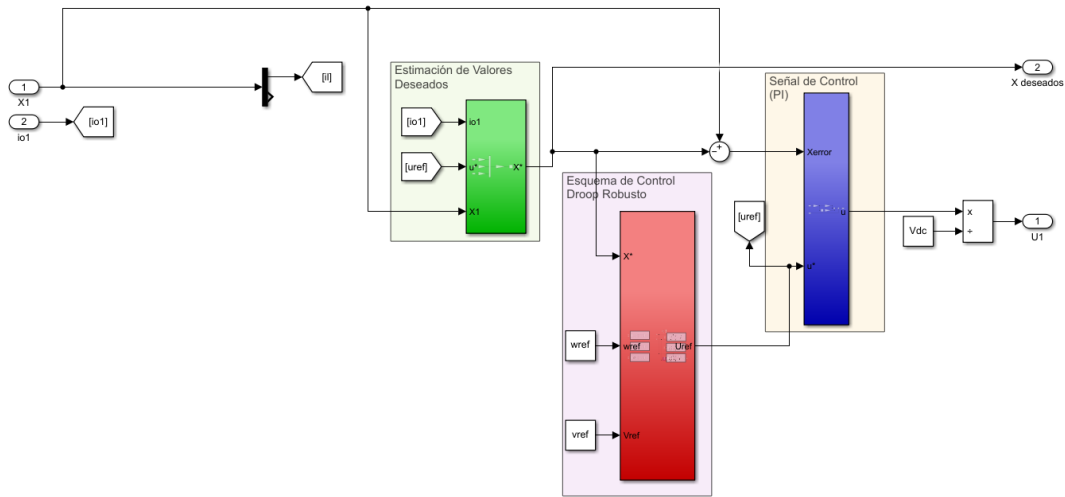 1
X1
2
io1
[io1]
[il]
Estimación de Valores
Deseados
[io1]
[uref]
io1
u*
X1
X*
2
X deseados
Señal de Control
(PI)
Xerror
u
u*
[uref]
Vdc
x
÷
1
U1
Esquema de Control
Droop Robusto
X*
wref
wref
Uref
vref
Vref
+
−